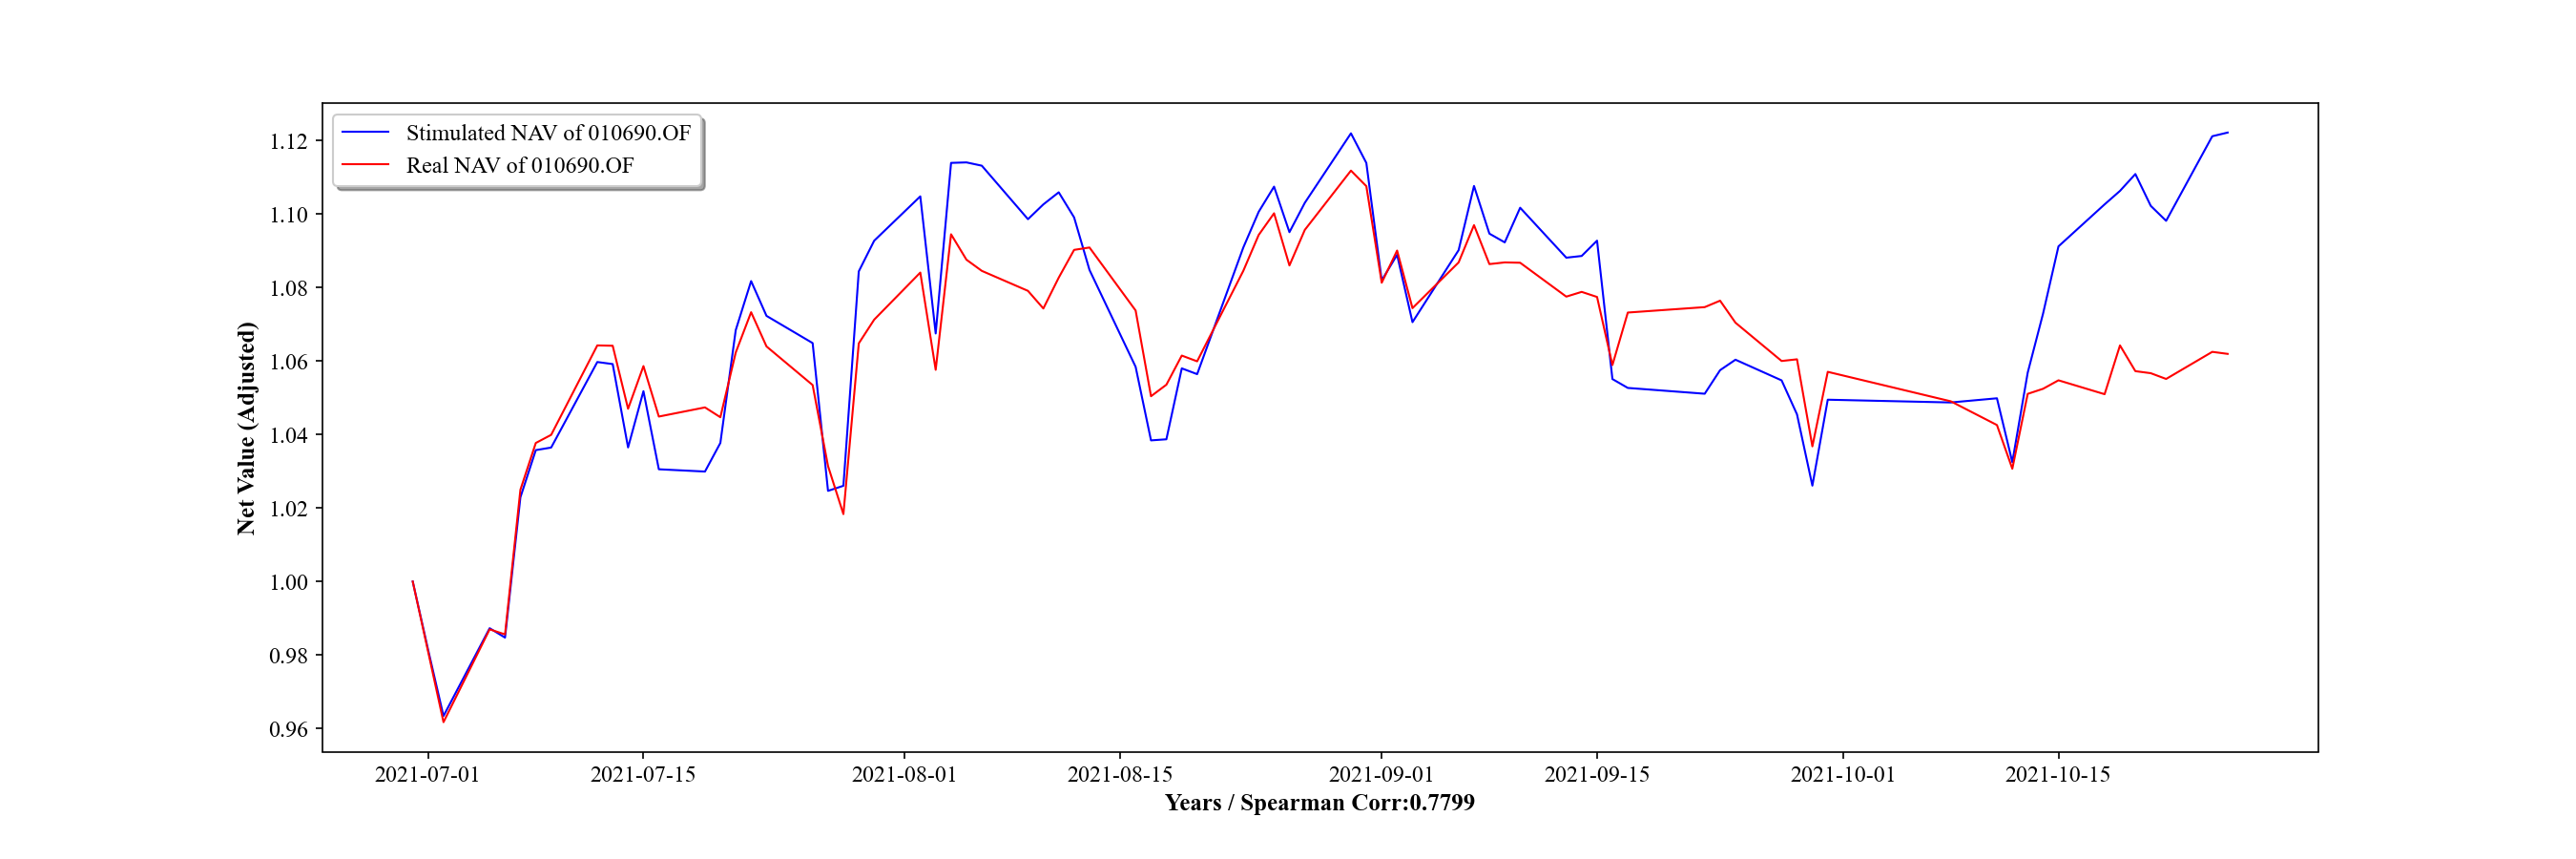 Stimulated NAV of 010690.OF
Real NAV of 010690.OF
1.12
1.10
1.08
1.06
1.04
1.02
1.00
0.98
0.96
Net Value (Adjusted)
2021-07-01 2021-07-15 2021-08-01 2021-08-15 2021-09-01 2021-09-15 2021-10-01 2021-10-15
Years / Spearman Corr:0.7799